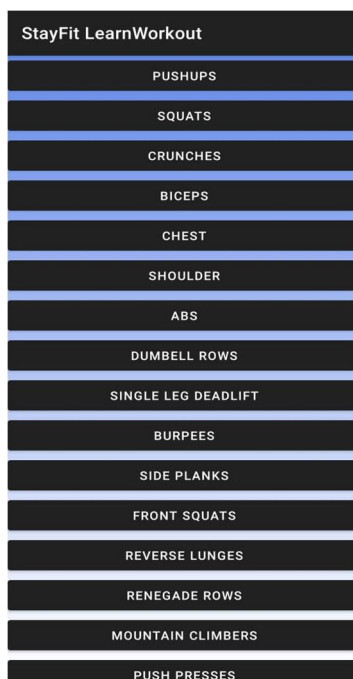 StayFit LearnWorkout
PUSHUPS
SQUATS
CRUNCHES
BICEPS
CHEST
SHOULDER
ABS
DUMBELL ROWS
SINGLE LEG DEADLIFT
BURPEES
SIDE PLANKS
FRONT SQUATS
REVERSE LUNGES
RENEGADE ROWS
MOUNTAIN CLIMBERS
PUSH PRESSES